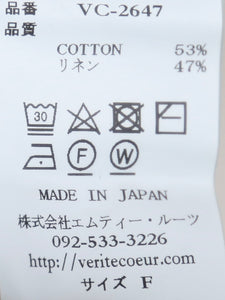 品番 VC-2647
品質
COTTON 53%
リネン 47%
30
F W
MADE IN JAPAN
株式会社エムティー・ルーツ
092-533-3226
http://veritecoeur.com
サイズ F